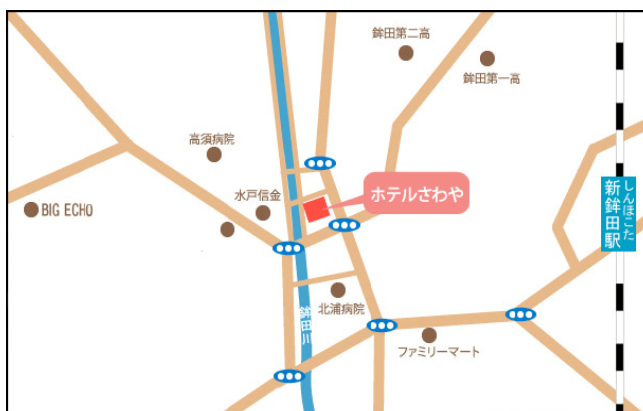 鉾田第二高
鉾田第一高
高須病院
ホテルさわや
水戸信金
BIG ECHO
しんほこた
新鉾田駅
北浦病院
鉾田川
ファミリーマート